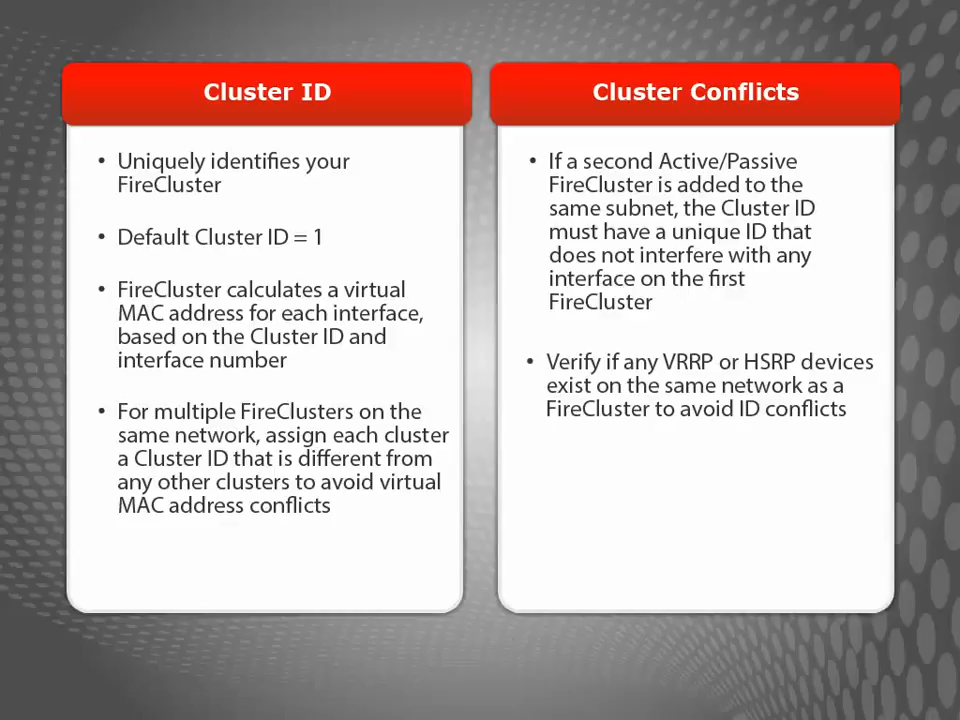 Cluster ID
• Uniquely identifies your
FireCluster
• Default Cluster ID = 1
• FireCluster calculates a virtual
MAC address for each interface,
based on the Cluster ID and
interface number
• For multiple FireClusters on the
same network, assign each cluster
a Cluster ID that is different from
any other clusters to avoid virtual
MAC address conflicts
Cluster Conflicts
• If a second Active/Passive
FireCluster is added to the
same subnet, the Cluster ID
must have a unique ID that
does not interfere with any
interface on the first
FireCluster
• Verify if any VRRP or HSRP devices
exist on the same network as a
FireCluster to avoid ID conflicts